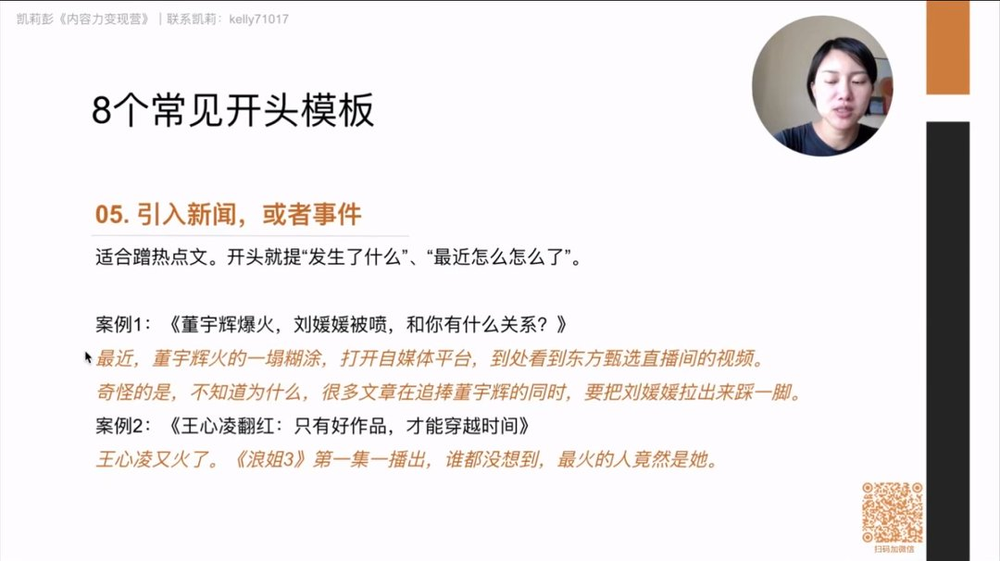 凯莉彭《内容力变现营》｜联系凯莉：kelly71017
8个常见开头模板
05. 引入新闻，或者事件
适合蹭热点文。开头就提“发生了什么”、“最近怎么怎么了”。
案例1：《董宇辉爆火，刘媛媛被喷，和你有什么关系？》
最近，董宇辉火的一塌糊涂，打开自媒体平台，到处看到东方甄选直播间的视频。
奇怪的是，不知道为什么，很多文章在追捧董宇辉的同时，要把刘媛媛拉出来踩一脚。
案例2：《王心凌翻红：只有好作品，才能穿越时间》
王心凌又火了。《浪姐3》第一集一播出，谁都没想到，最火的人竟然是她。
扫码加微信